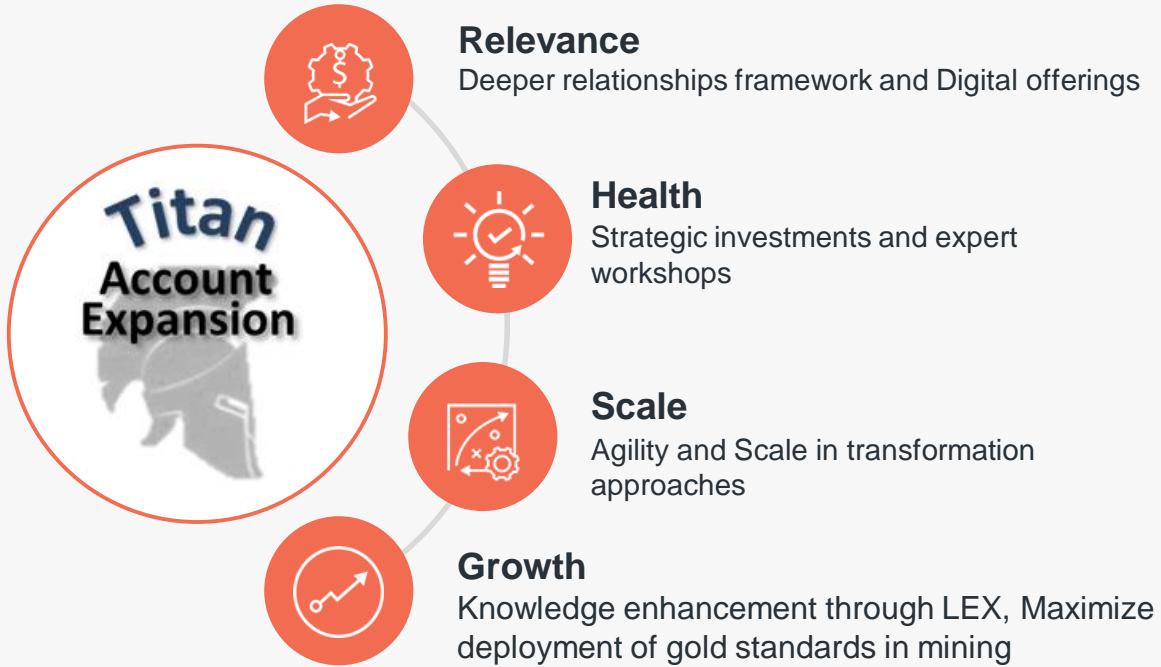 Titan
Account
Expansion
Relevance
Deeper relationships framework and Digital offerings
Health
Strategic investments and expert
workshops
Scale
Agility and Scale in transformation
approaches
Growth
Knowledge enhancement through LEX, Maximize
deployment of gold standards in mining
$